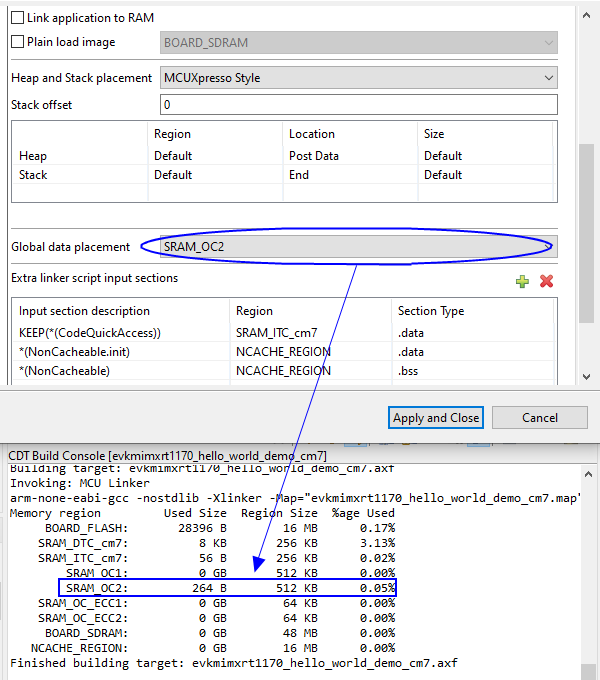 Link application to RAM
Plain load image BOARD_SDRAM
Heap and Stack placement MCUXpresso Style
Stack offset 0
Region Location Size
Heap Default Post Data Default
Stack Default End Default
Global data placement SRAM_OC2
Extra linker script input sections
Input section description Region Section Type
KEEP(*(CodeQuickAccess)) SRAM_ITC_cm7 .data
*(NonCacheable.init) NCACHE_REGION .data
*(NonCacheable) NCACHE_REGION .bss
Apply and Close Cancel
CDT Build Console [evkmimxrt1170_hello_world_demo_cm7]
Building target: evkmimxrt1170_hello_world_demo_cm7.axf
Invoking: MCU Linker
arm-none-eabi-gcc -nostdlib -Xlinker -Map="evkmimxrt1170_hello_world_demo_cm7.map"
Memory region Used Size Region Size %age Used
BOARD_FLASH: 28396 B 16 MB 0.17%
SRAM_DTC_cm7: 8 KB 256 KB 3.13%
SRAM_ITC_cm7: 56 B 256 KB 0.02%
SRAM_OC1: 0 GB 512 KB 0.00%
SRAM_OC2: 264 B 512 KB 0.05%
SRAM_OC_ECC1: 0 GB 64 KB 0.00%
SRAM_OC_ECC2: 0 GB 64 KB 0.00%
BOARD_SDRAM: 0 GB 48 MB 0.00%
NCACHE_REGION: 0 GB 16 MB 0.00%
Finished building target: evkmimxrt1170_hello_world_demo_cm7.axf